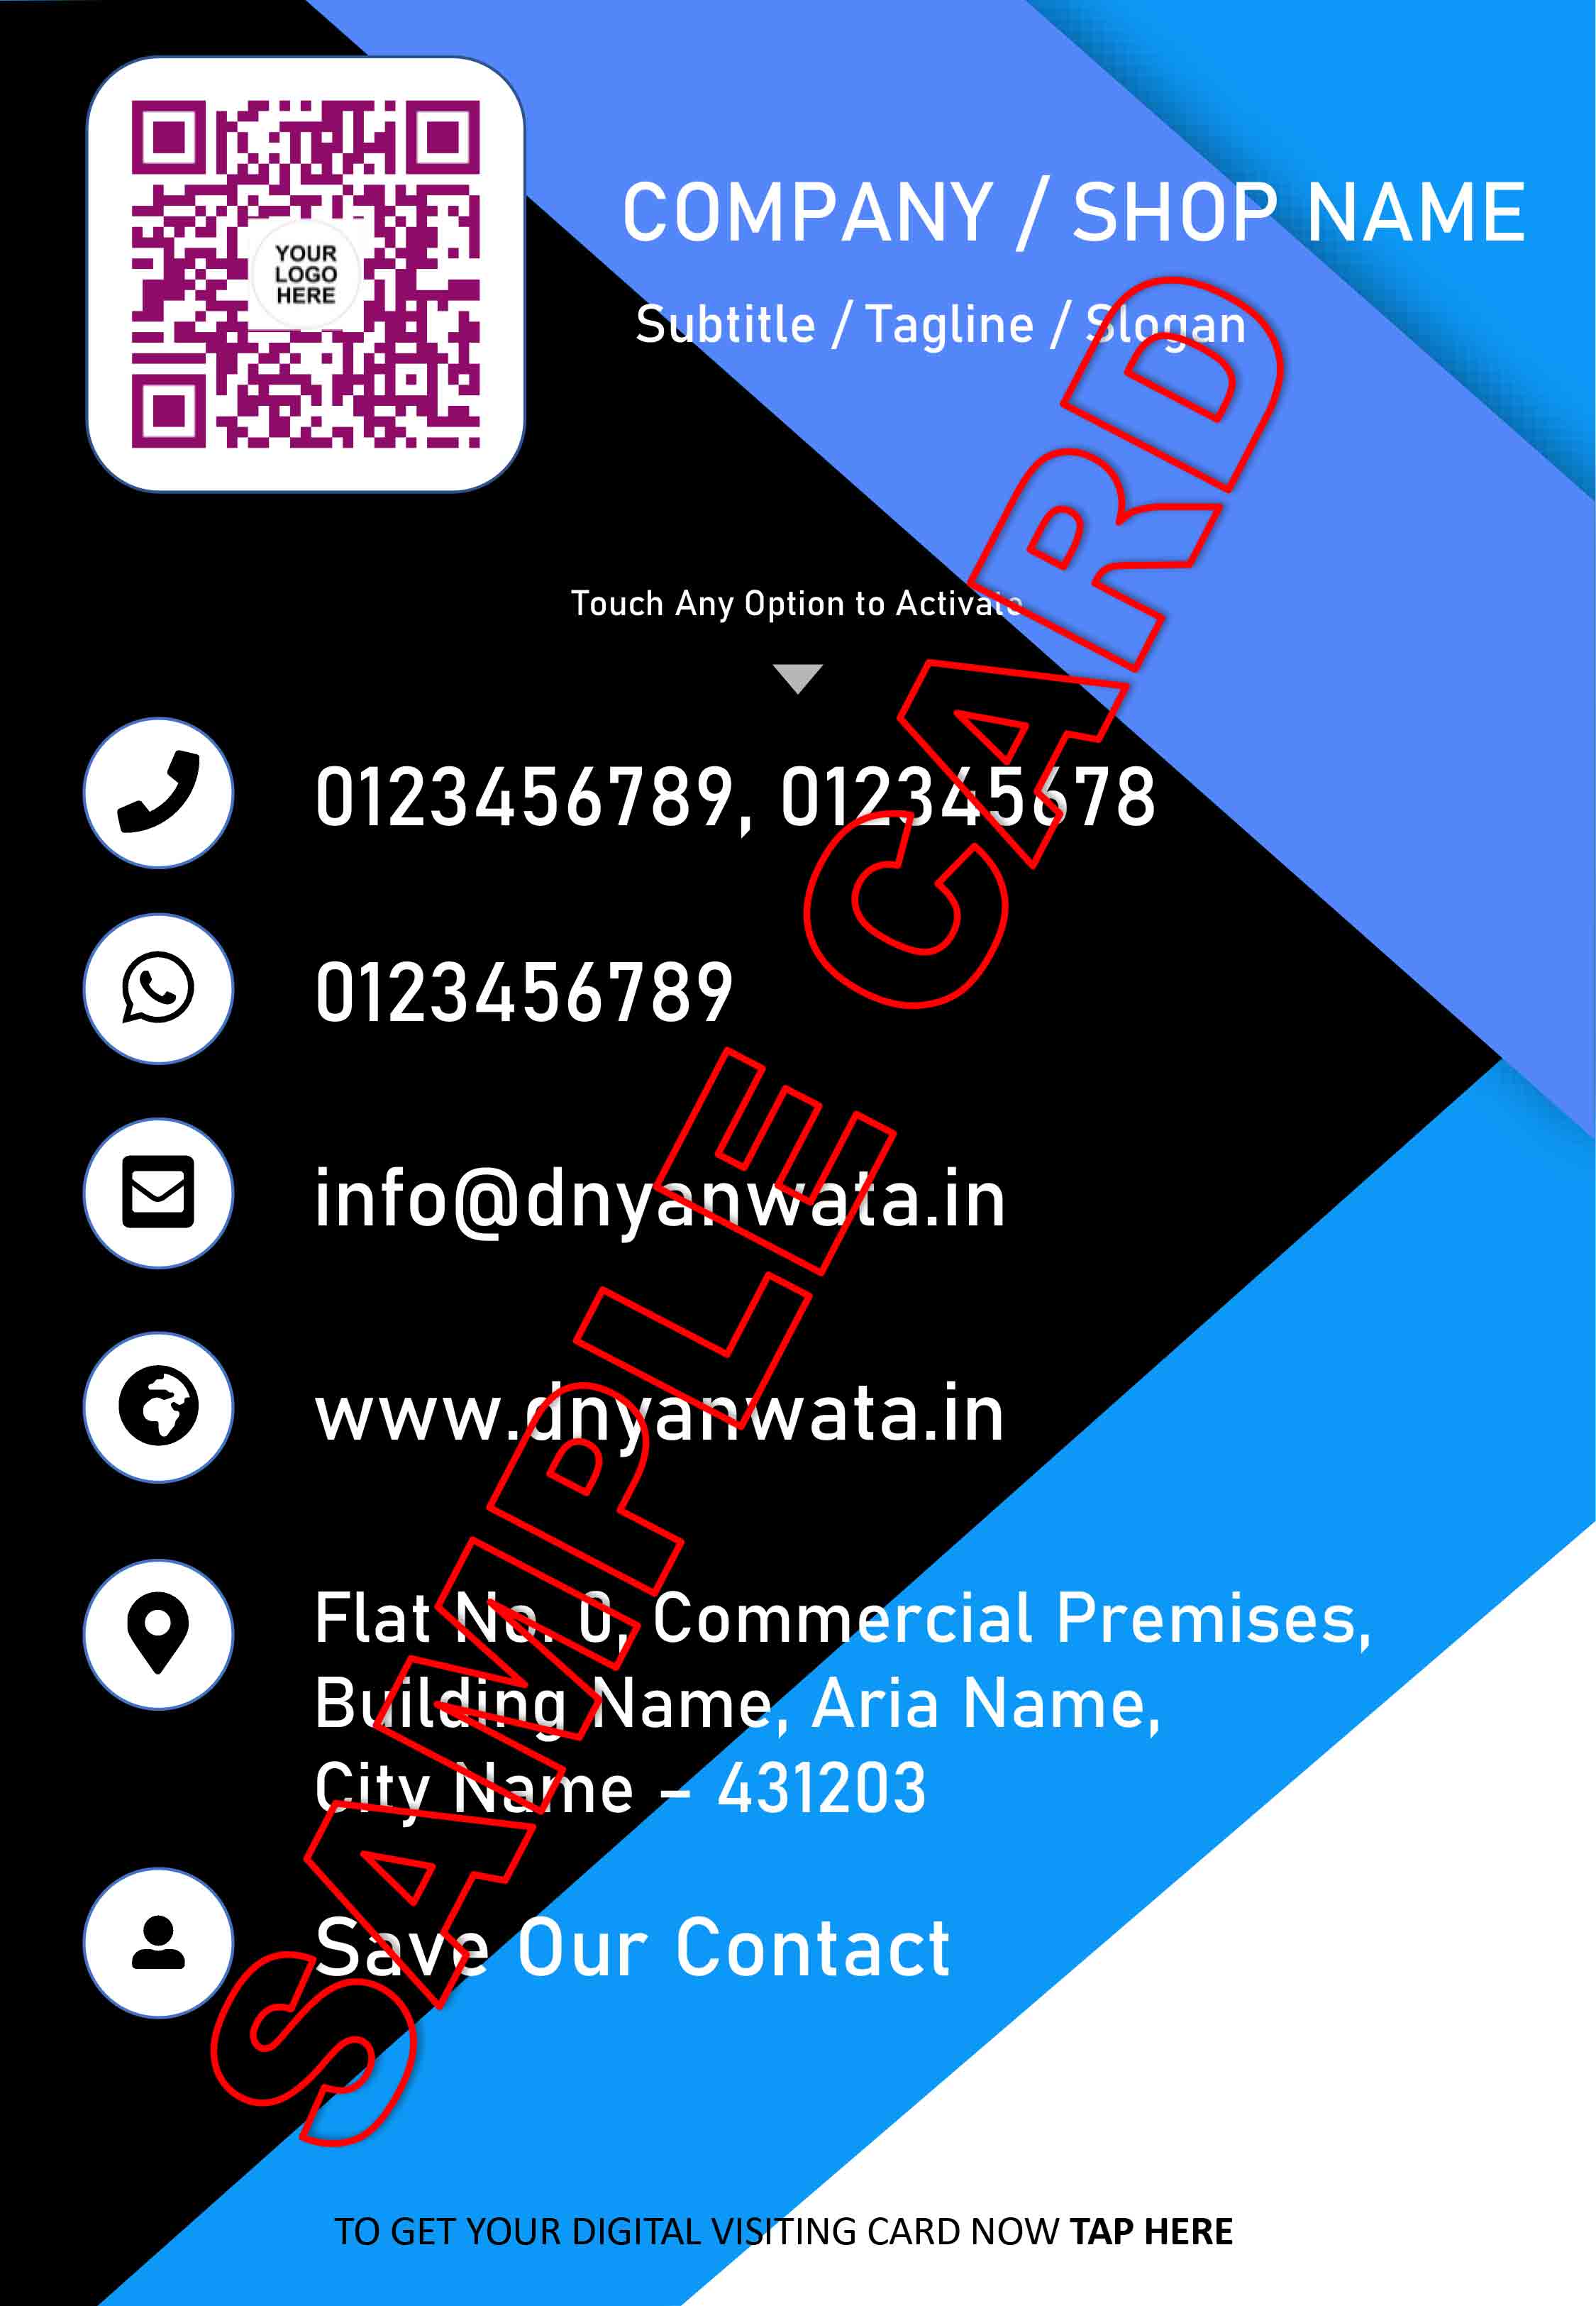 YOUR
LOGO
HERE
COMPANY / SHOP NAME
Subtitle / Tagline / Slogan
Touch Any Option to Activate
0123456789, 012345678
0123456789
info@dnyanwata.in
www.dnyanwata.in
Flat No. 0, Commercial Premises,
Building Name, Aria Name,
City Name – 431203
Save Our Contact
SAMPLE CARD
TO GET YOUR DIGITAL VISITING CARD NOW TAP HERE